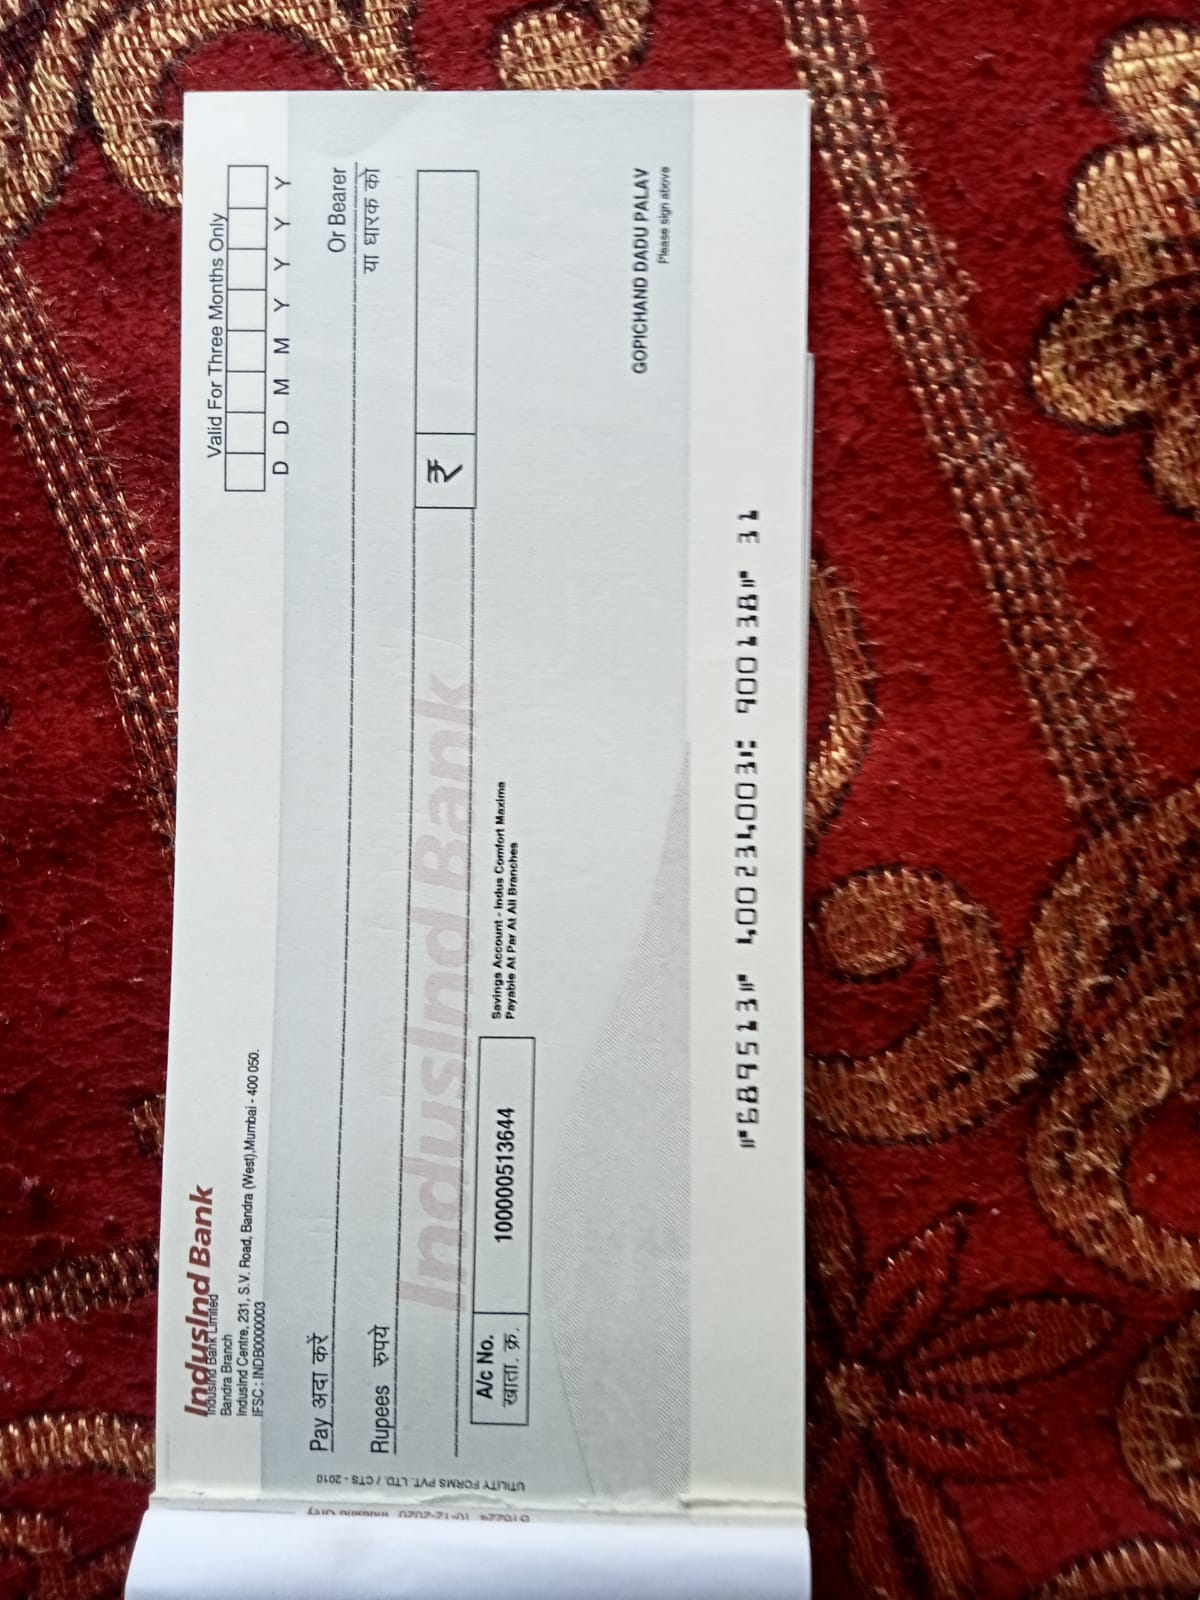 IndusInd Bank
IndusInd Bank Limited
Bandra Branch
IndusInd Centre, 231, S.V. Road, Bandra (West),Mumbai - 400 050.
IFSC : INDB0000003
Valid For Three Months Only
D D M M Y Y Y Y
Pay अदा करें
Or Bearer
या धारक को
Rupees रुपये
₹
IndusInd Bank
A/c No.
खाता. क्र.
100000513644
Savings Account - Indus Comfort Maxima
Payable At Par At All Branches
GOPICHAND DADU PALAV
Please sign above
UTILITY FORMS PVT. LTD. / CTS - 2010
⑈689513⑈ 400234003⑆ 900138⑈ 31